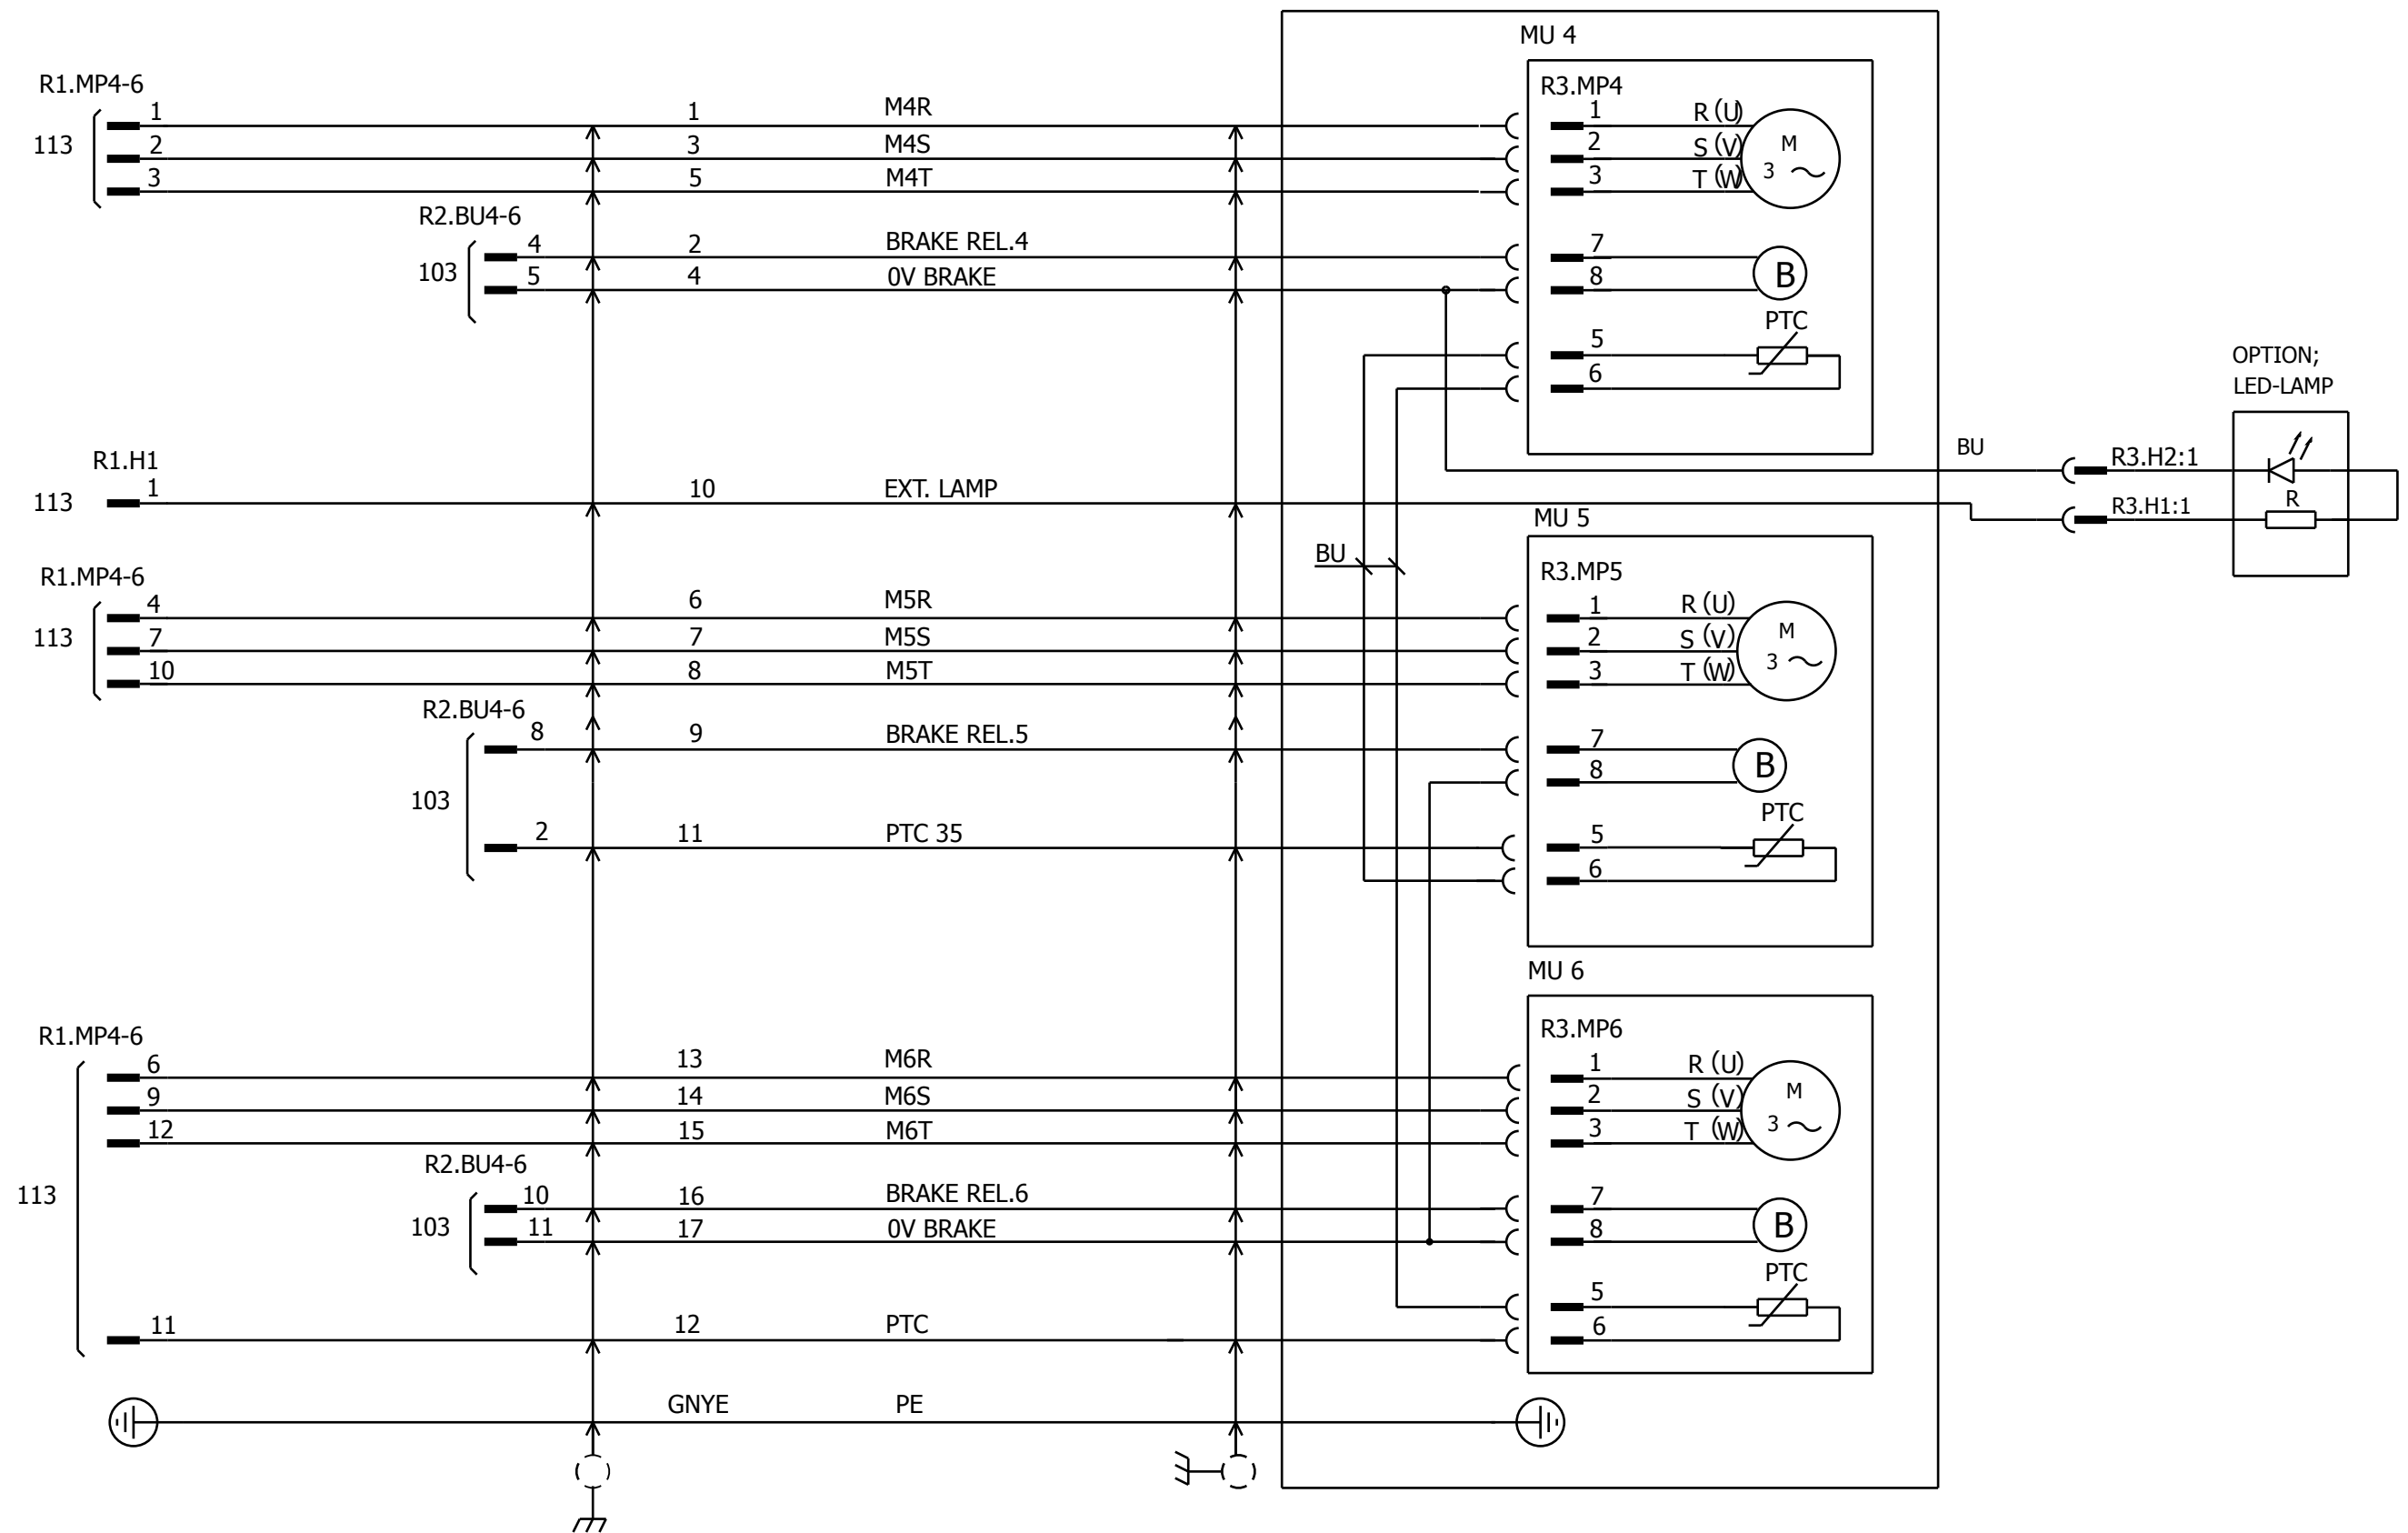 MU 4
R1.MP4-6
R3.MP4
113
1 1 M4R 1 R (U)
2 3 M4S 2 S (V)
3 5 M4T 3 T (W)
M
3
R2.BU4-6
103
4 2 BRAKE REL.4 7
5 4 0V BRAKE 8
B
PTC
5
6
OPTION;
LED-LAMP
BU
R3.H2:1
R1.H1
113 1 10 EXT. LAMP
R
R3.H1:1
MU 5
BU
R1.MP4-6
R3.MP5
113
4 6 M5R 1 R (U)
7 7 M5S 2 S (V)
10 8 M5T 3 T (W)
M
3
R2.BU4-6
103
8 9 BRAKE REL.5 7
8
B
PTC
2 11 PTC 35 5
6
MU 6
R1.MP4-6
R3.MP6
113
6 13 M6R 1 R (U)
9 14 M6S 2 S (V)
12 15 M6T 3 T (W)
M
3
R2.BU4-6
103
10 16 BRAKE REL.6 7
11 17 0V BRAKE 8
B
PTC
5
11 12 PTC 6
GNYE PE